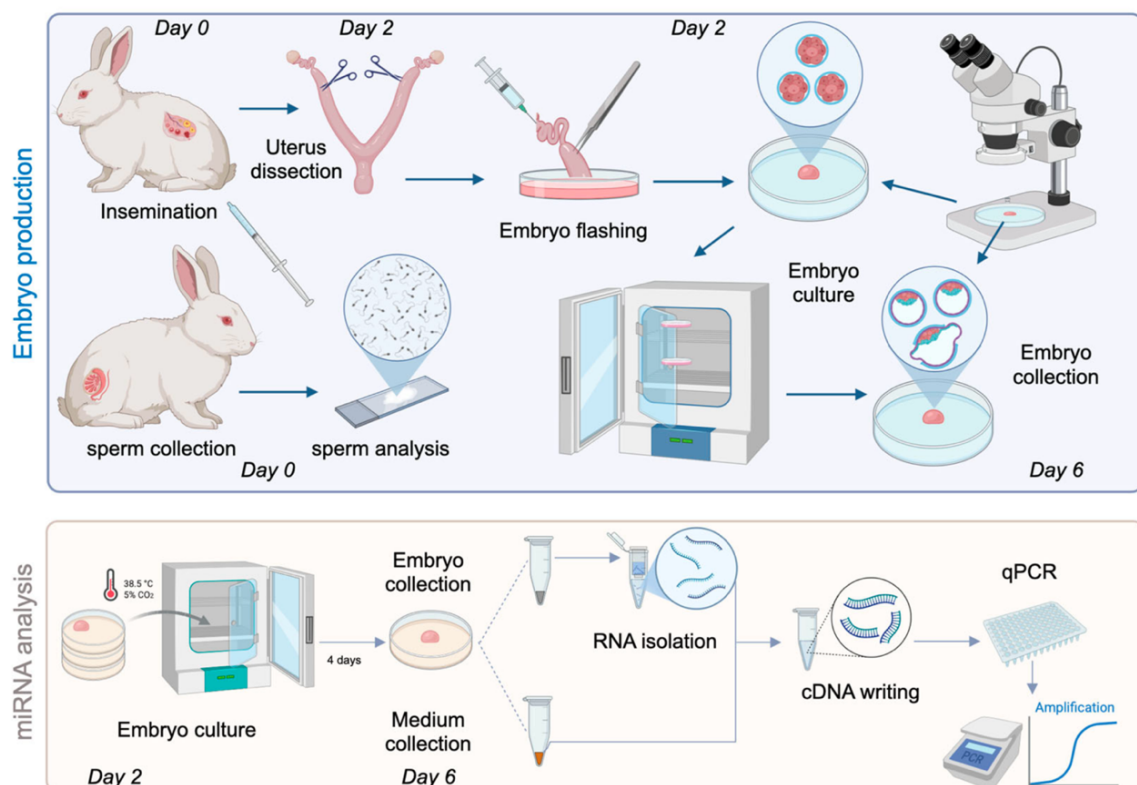 Embryo production
Day 0
Day 2
Day 2
Insemination
Uterus
dissection
Embryo flashing
Embryo
culture
Embryo
collection
sperm collection
sperm analysis
Day 0
Day 6
miRNA analysis
38.5 °C
5% CO₂
Embryo culture
Day 2
4 days
Embryo
collection
Medium
collection
Day 6
RNA isolation
cDNA writing
qPCR
Amplification
PCR